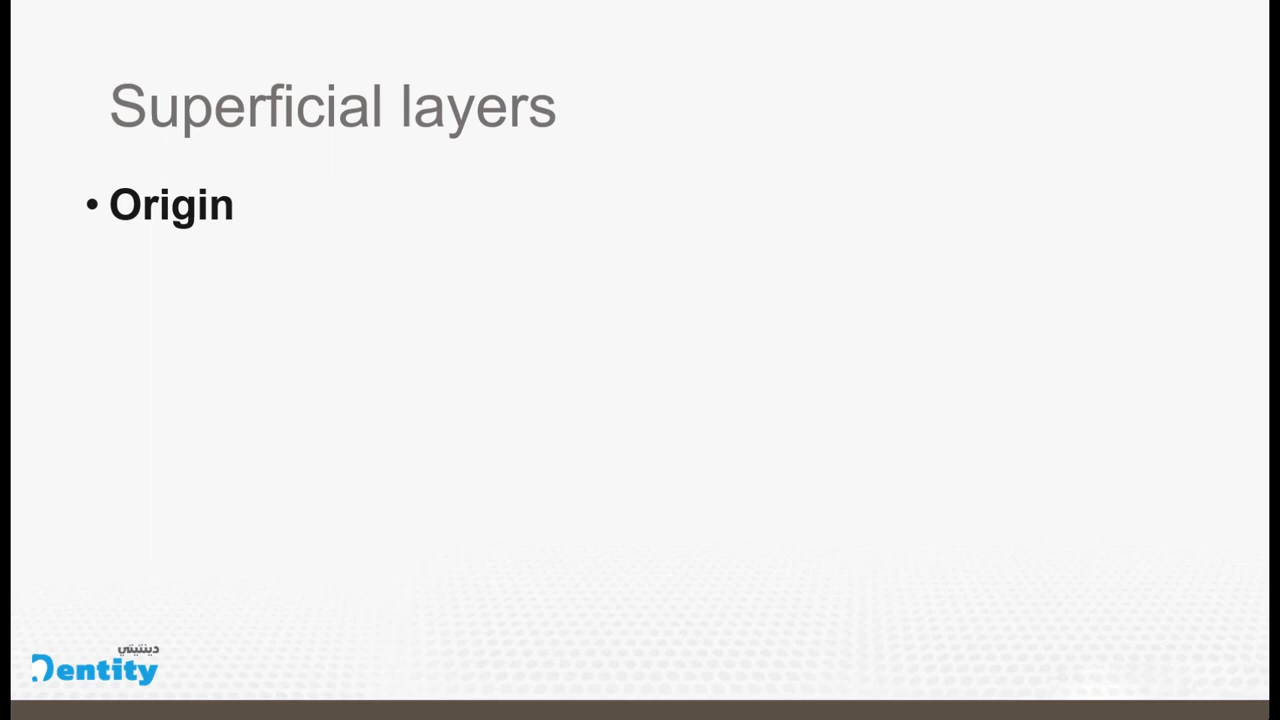 Superficial layers
• Origin
دينتيتي
Dentity